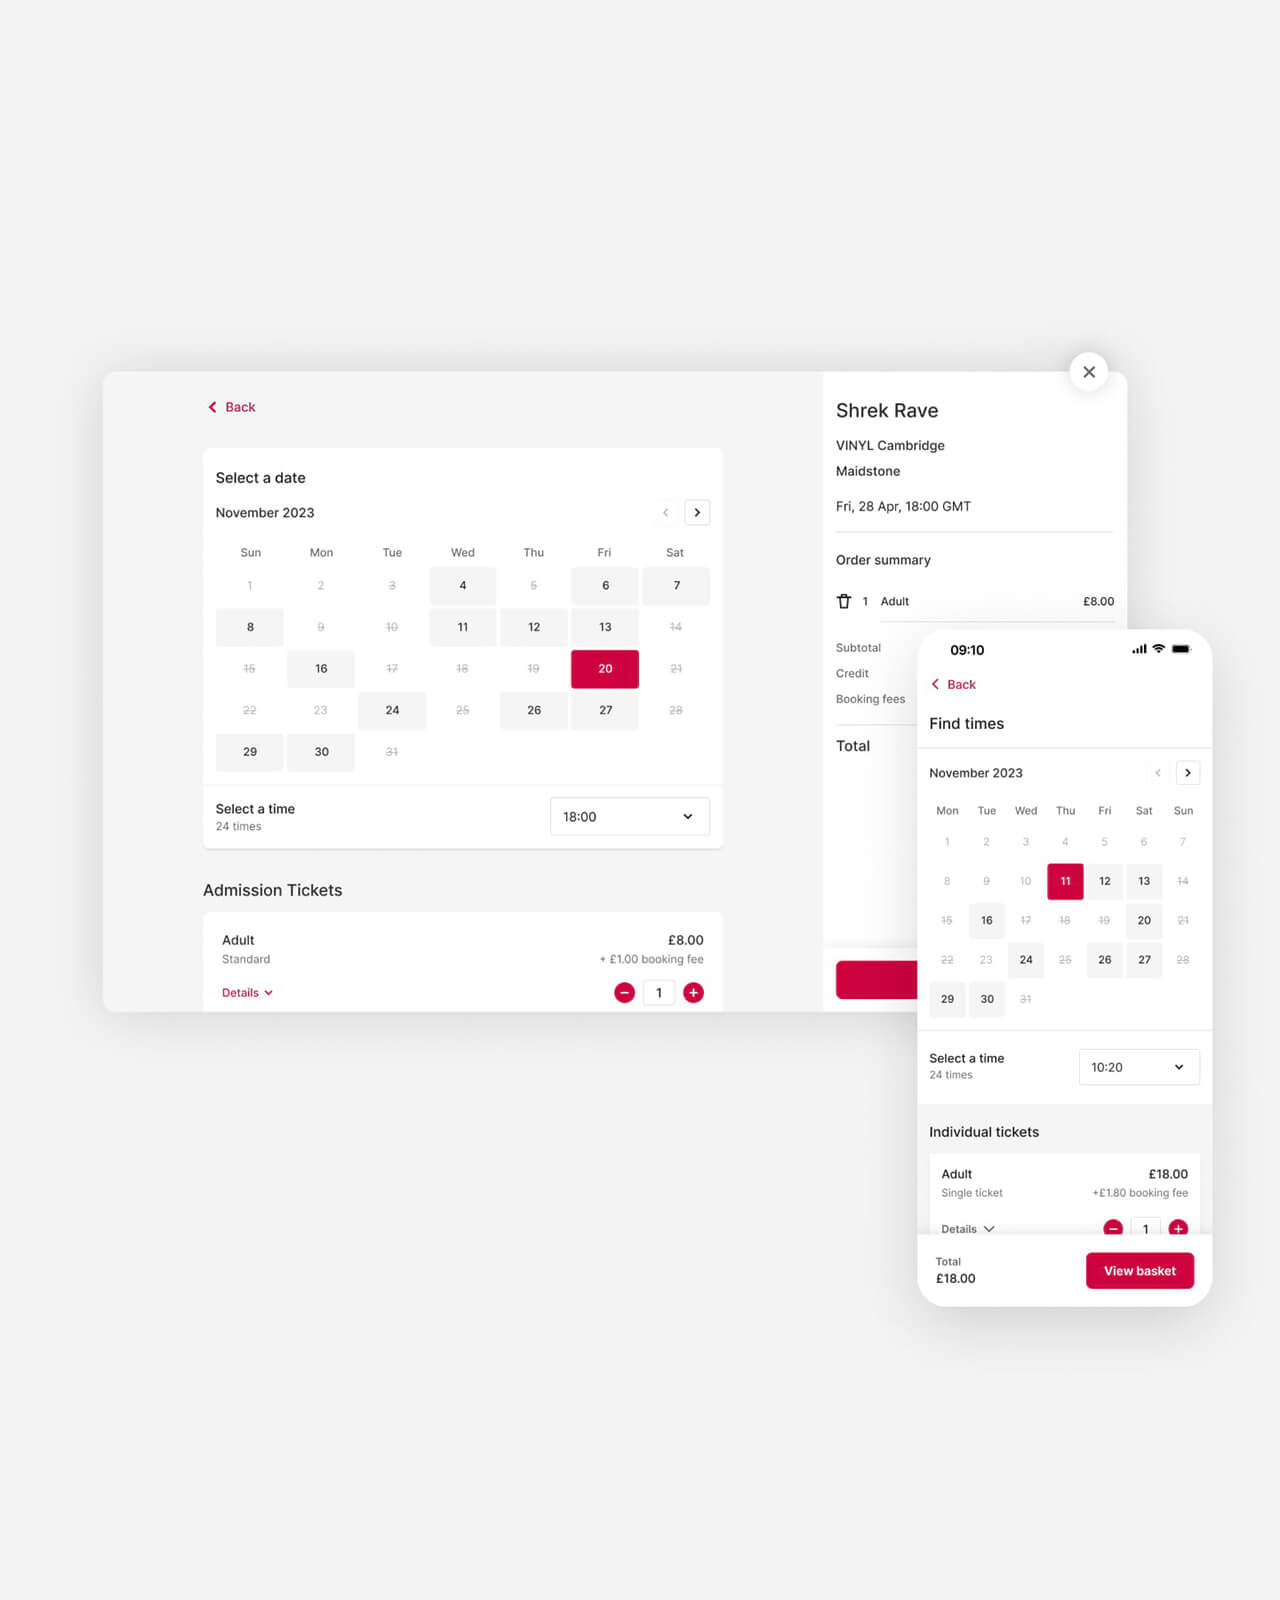 Back
Select a date
November 2023
Sun Mon Tue Wed Thu Fri Sat
1 2 3 4 5 6 7
8 9 10 11 12 13 14
15 16 17 18 19 20 21
22 23 24 25 26 27 28
29 30 31
Select a time
24 times
18:00
Admission Tickets
Adult £8.00
Standard + £1.00 booking fee
Details 1
Shrek Rave
VINYL Cambridge
Maidstone
Fri, 28 Apr, 18:00 GMT
Order summary
1 Adult £8.00
Subtotal
Credit
Booking fees
Total
09:10
Back
Find times
November 2023
Mon Tue Wed Thu Fri Sat Sun
1 2 3 4 5 6 7
8 9 10 11 12 13 14
15 16 17 18 19 20 21
22 23 24 25 26 27 28
29 30 31
Select a time
24 times
10:20
Individual tickets
Adult £18.00
Single ticket +£1.80 booking fee
Details 1
Total
£18.00
View basket